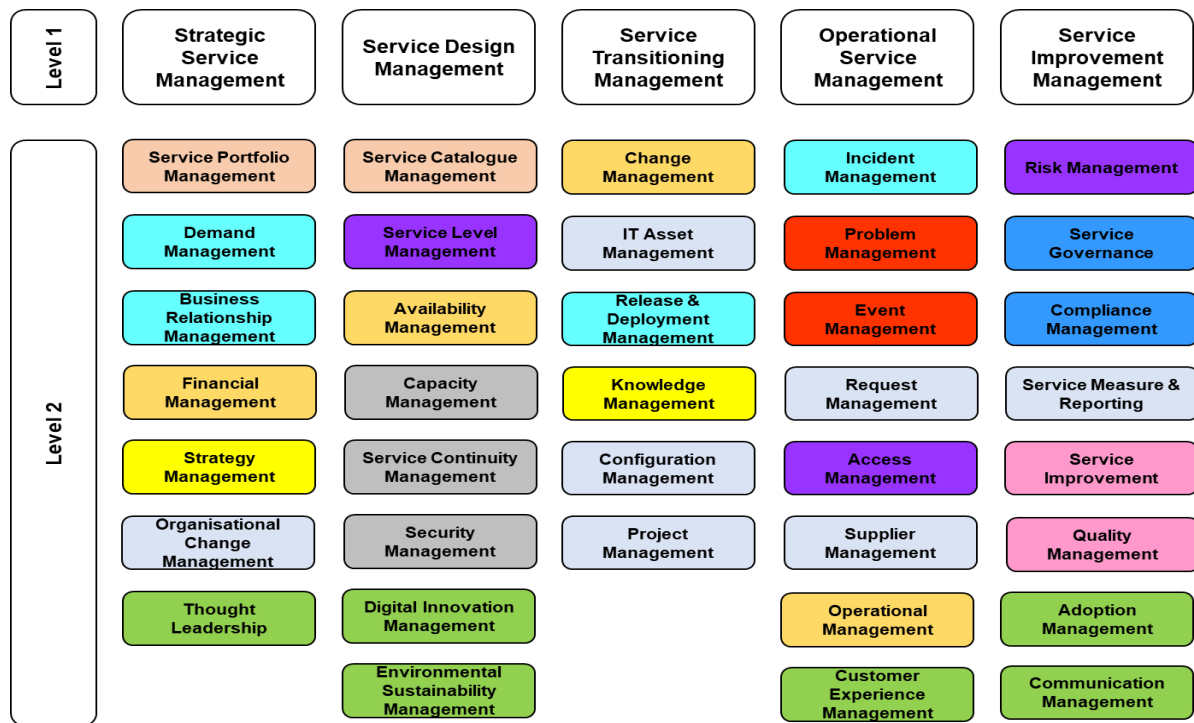 Level 1
Strategic
Service
Management
Service Design
Management
Service
Transitioning
Management
Operational
Service
Management
Service
Improvement
Management
Level 2
Service Portfolio
Management
Service Catalogue
Management
Change
Management
Incident
Management
Risk Management
Demand
Management
Service Level
Management
IT Asset
Management
Problem
Management
Service
Governance
Business
Relationship
Management
Availability
Management
Release &
Deployment
Management
Event
Management
Compliance
Management
Financial
Management
Capacity
Management
Knowledge
Management
Request
Management
Service Measure &
Reporting
Strategy
Management
Service Continuity
Management
Configuration
Management
Access
Management
Service
Improvement
Organisational
Change
Management
Security
Management
Project
Management
Supplier
Management
Quality
Management
Thought
Leadership
Digital Innovation
Management
Operational
Management
Adoption
Management
Environmental
Sustainability
Management
Customer
Experience
Management
Communication
Management